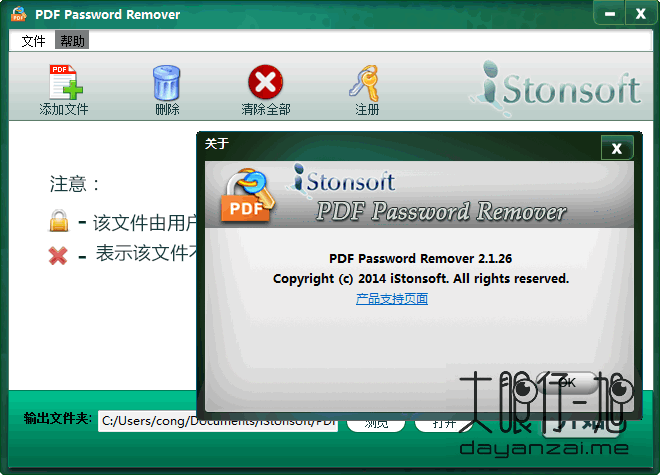 PDF Password Remover
文件 帮助
PDF
添加文件 删除 清除全部 注册
iStonsoft
关于
PDF
iStonsoft
PDF Password Remover
注意：
- 该文件由用户
- 表示该文件不
PDF Password Remover 2.1.26
Copyright (c) 2014 iStonsoft. All rights reserved.
产品支持页面
OK
输出文件夹: C:/Users/cong/Documents/iStonsoft/PDF 浏览 打开
大眼仔~旭
dayanzai.me